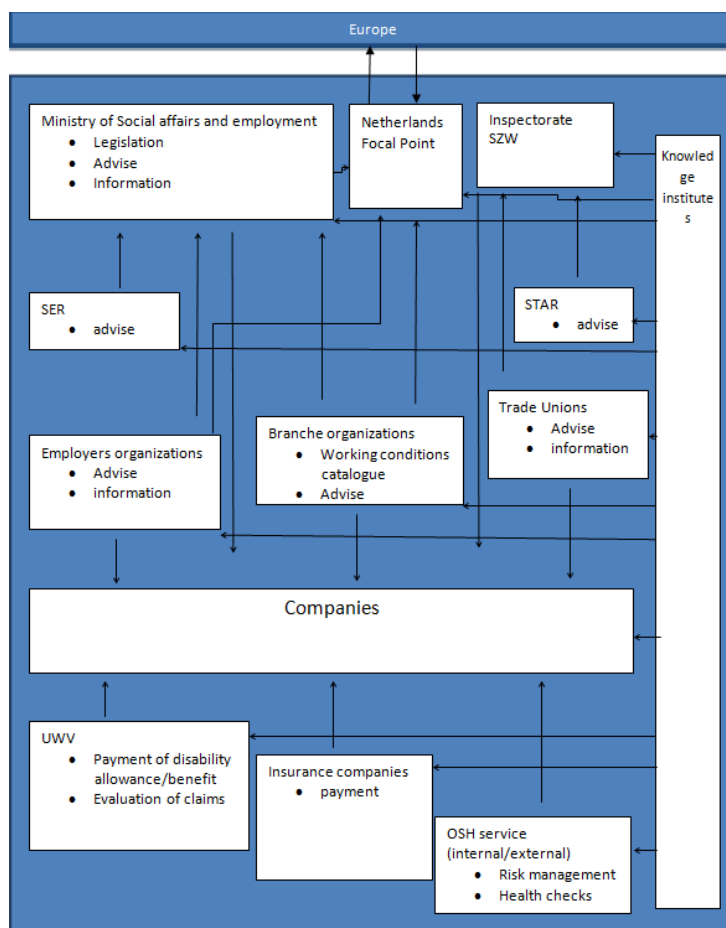 Europe
Ministry of Social affairs and employment
• Legislation
• Advise
• Information
Netherlands
Focal Point
Inspectorate
SZW
Knowled
ge
institute
s
SER
• advise
STAR
• advise
Employers organizations
• Advise
• information
Branche organizations
• Working conditions
catalogue
• Advise
Trade Unions
• Advise
• information
Companies
UWV
• Payment of disability
allowance/benefit
• Evaluation of claims
Insurance companies
• payment
OSH service
(internal/external)
• Risk management
• Health checks